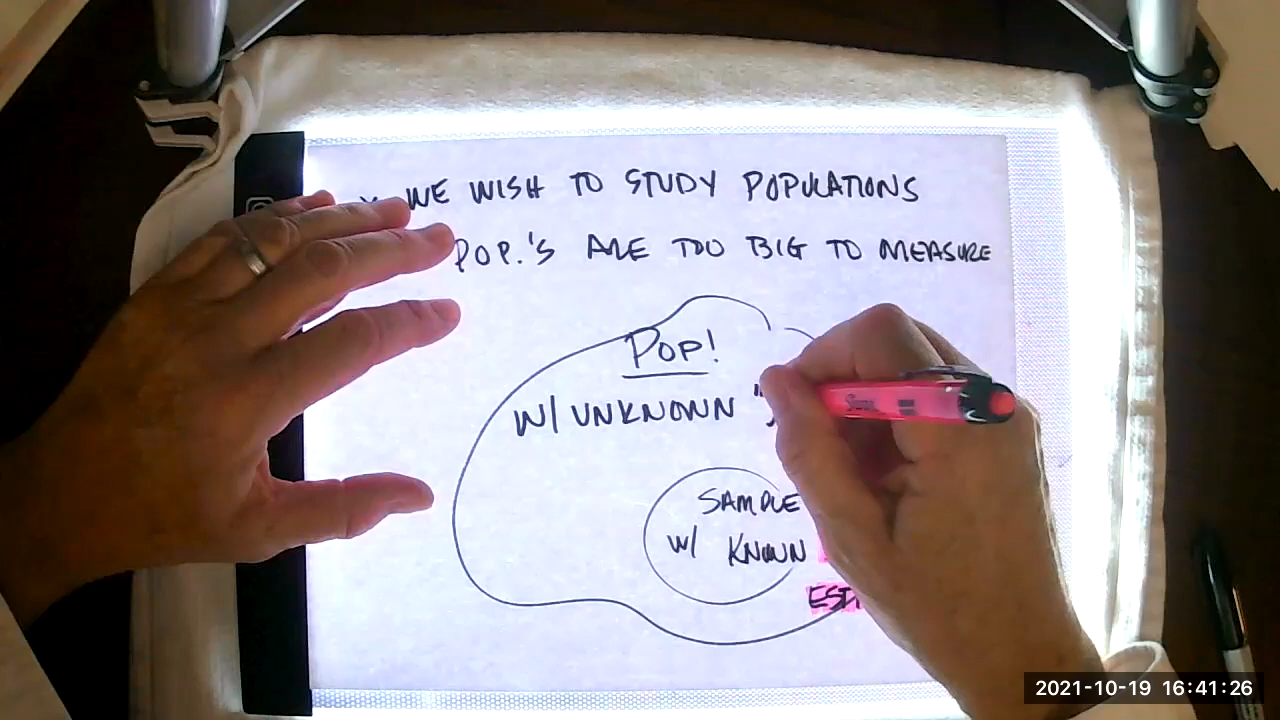 WE WISH TO STUDY POPULATIONS
POP.'S ARE TOO BIG TO MEASURE
POP!
W/ UNKNOWN "
SAMPLE
W/ KNOWN
EST
2021-10-19 16:41:26